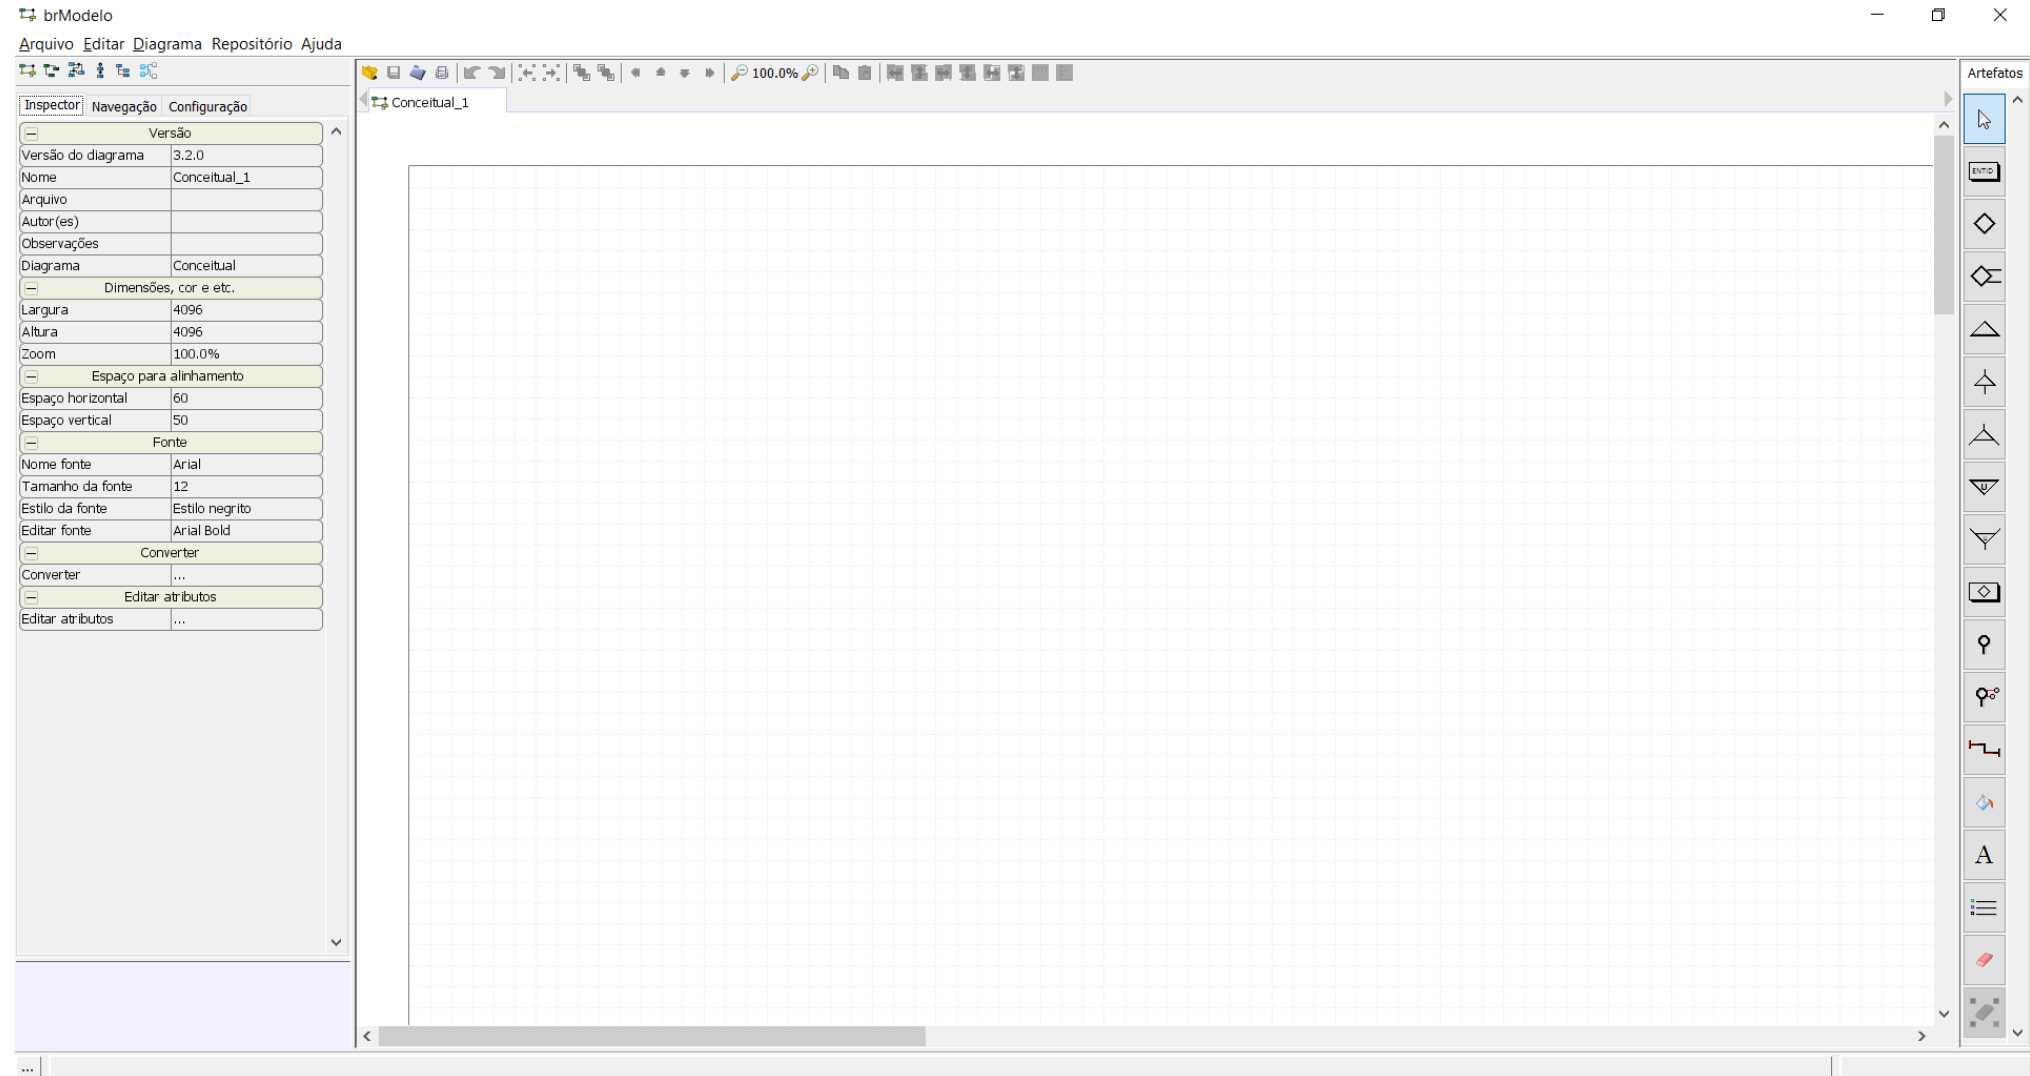 brModelo
Arquivo Editar Diagrama Repositório Ajuda
100.0%
Artefatos
Inspector Navegação Configuração
Conceitual_1
Versão
Versão do diagrama 3.2.0
Nome Conceitual_1
Arquivo
Autor(es)
Observações
Diagrama Conceitual
Dimensões, cor e etc.
Largura 4096
Altura 4096
Zoom 100.0%
Espaço para alinhamento
Espaço horizontal 60
Espaço vertical 50
Fonte
Nome fonte Arial
Tamanho da fonte 12
Estilo da fonte Estilo negrito
Editar fonte Arial Bold
Converter
Converter ...
Editar atributos
Editar atributos ...
ENTID
U
A
...